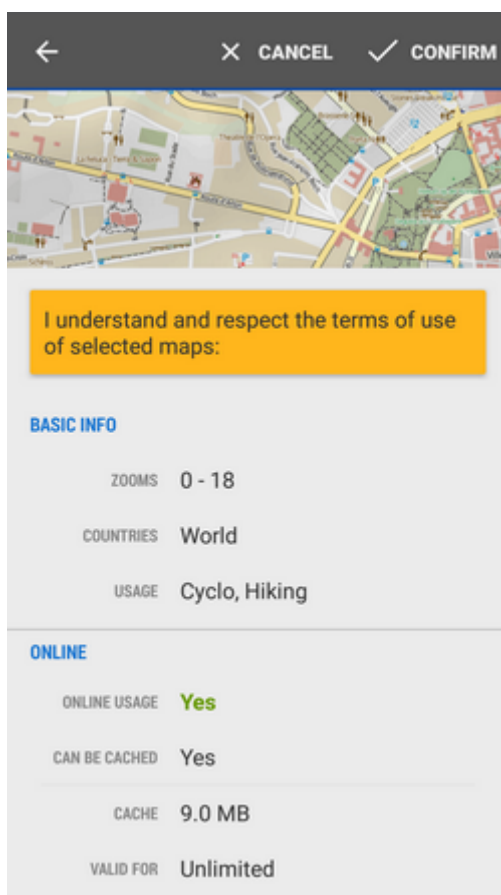 CANCEL CONFIRM
I understand and respect the terms of use
of selected maps:
BASIC INFO
ZOOMS 0 - 18
COUNTRIES World
USAGE Cyclo, Hiking
ONLINE
ONLINE USAGE Yes
CAN BE CACHED Yes
CACHE 9.0 MB
VALID FOR Unlimited